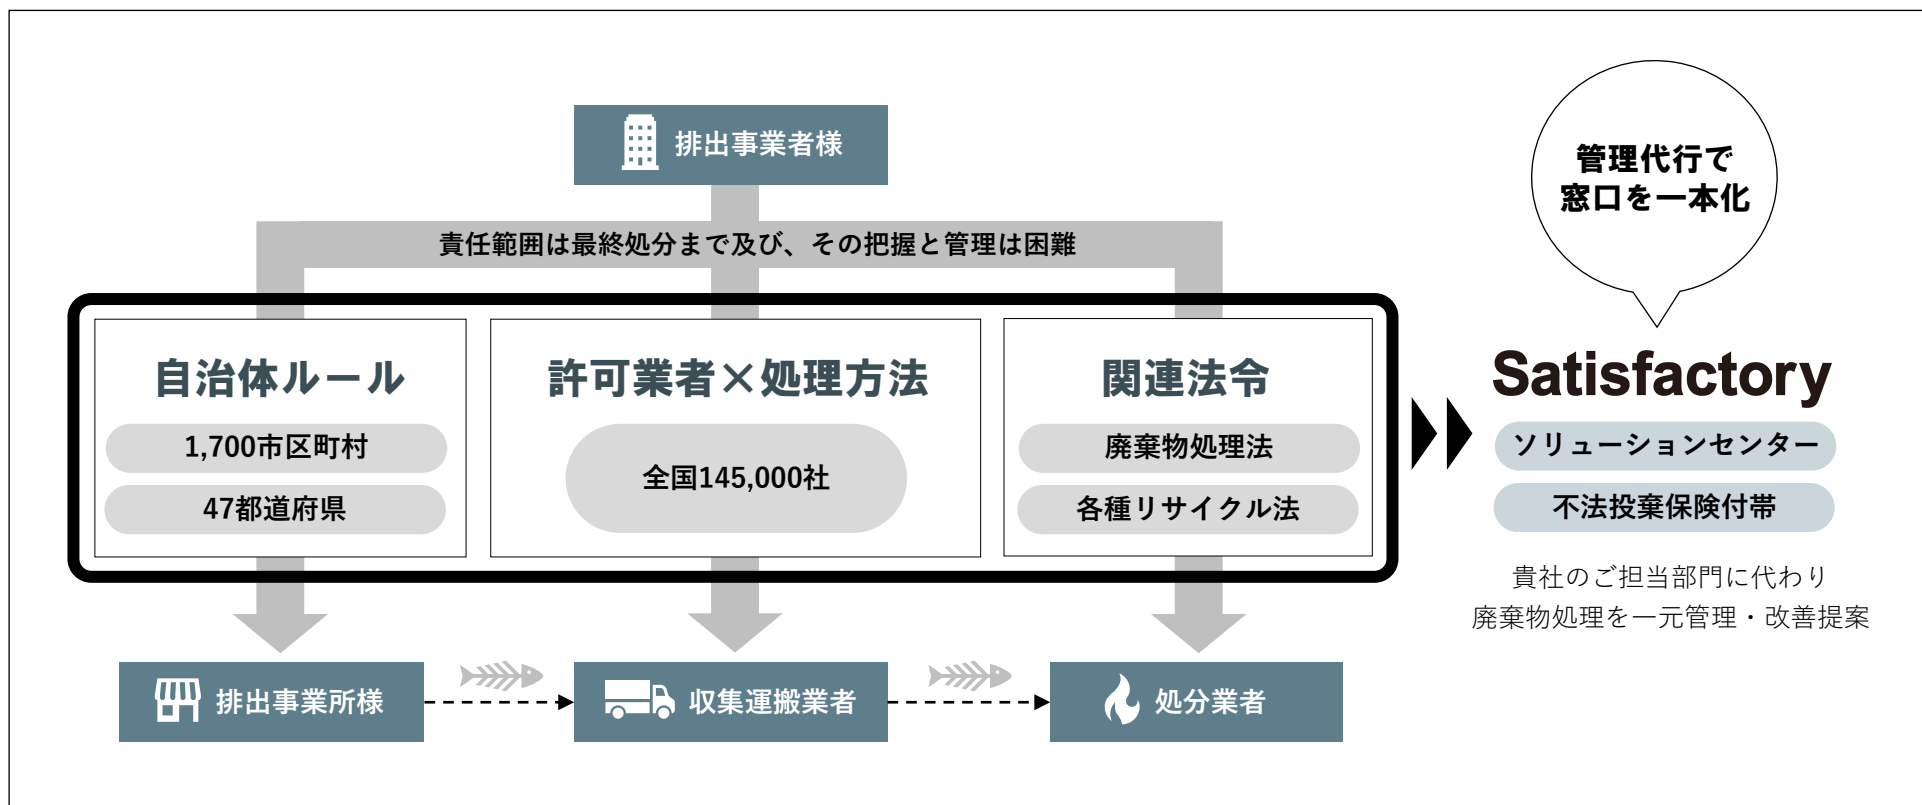 排出事業者様
責任範囲は最終処分まで及び、その把握と管理は困難
自治体ルール
1,700市区町村
47都道府県
許可業者×処理方法
全国145,000社
関連法令
廃棄物処理法
各種リサイクル法
排出事業所様
収集運搬業者
処分業者
管理代行で
窓口を一本化
Satisfactory
ソリューションセンター
不法投棄保険付帯
貴社のご担当部門に代わり
廃棄物処理を一元管理・改善提案